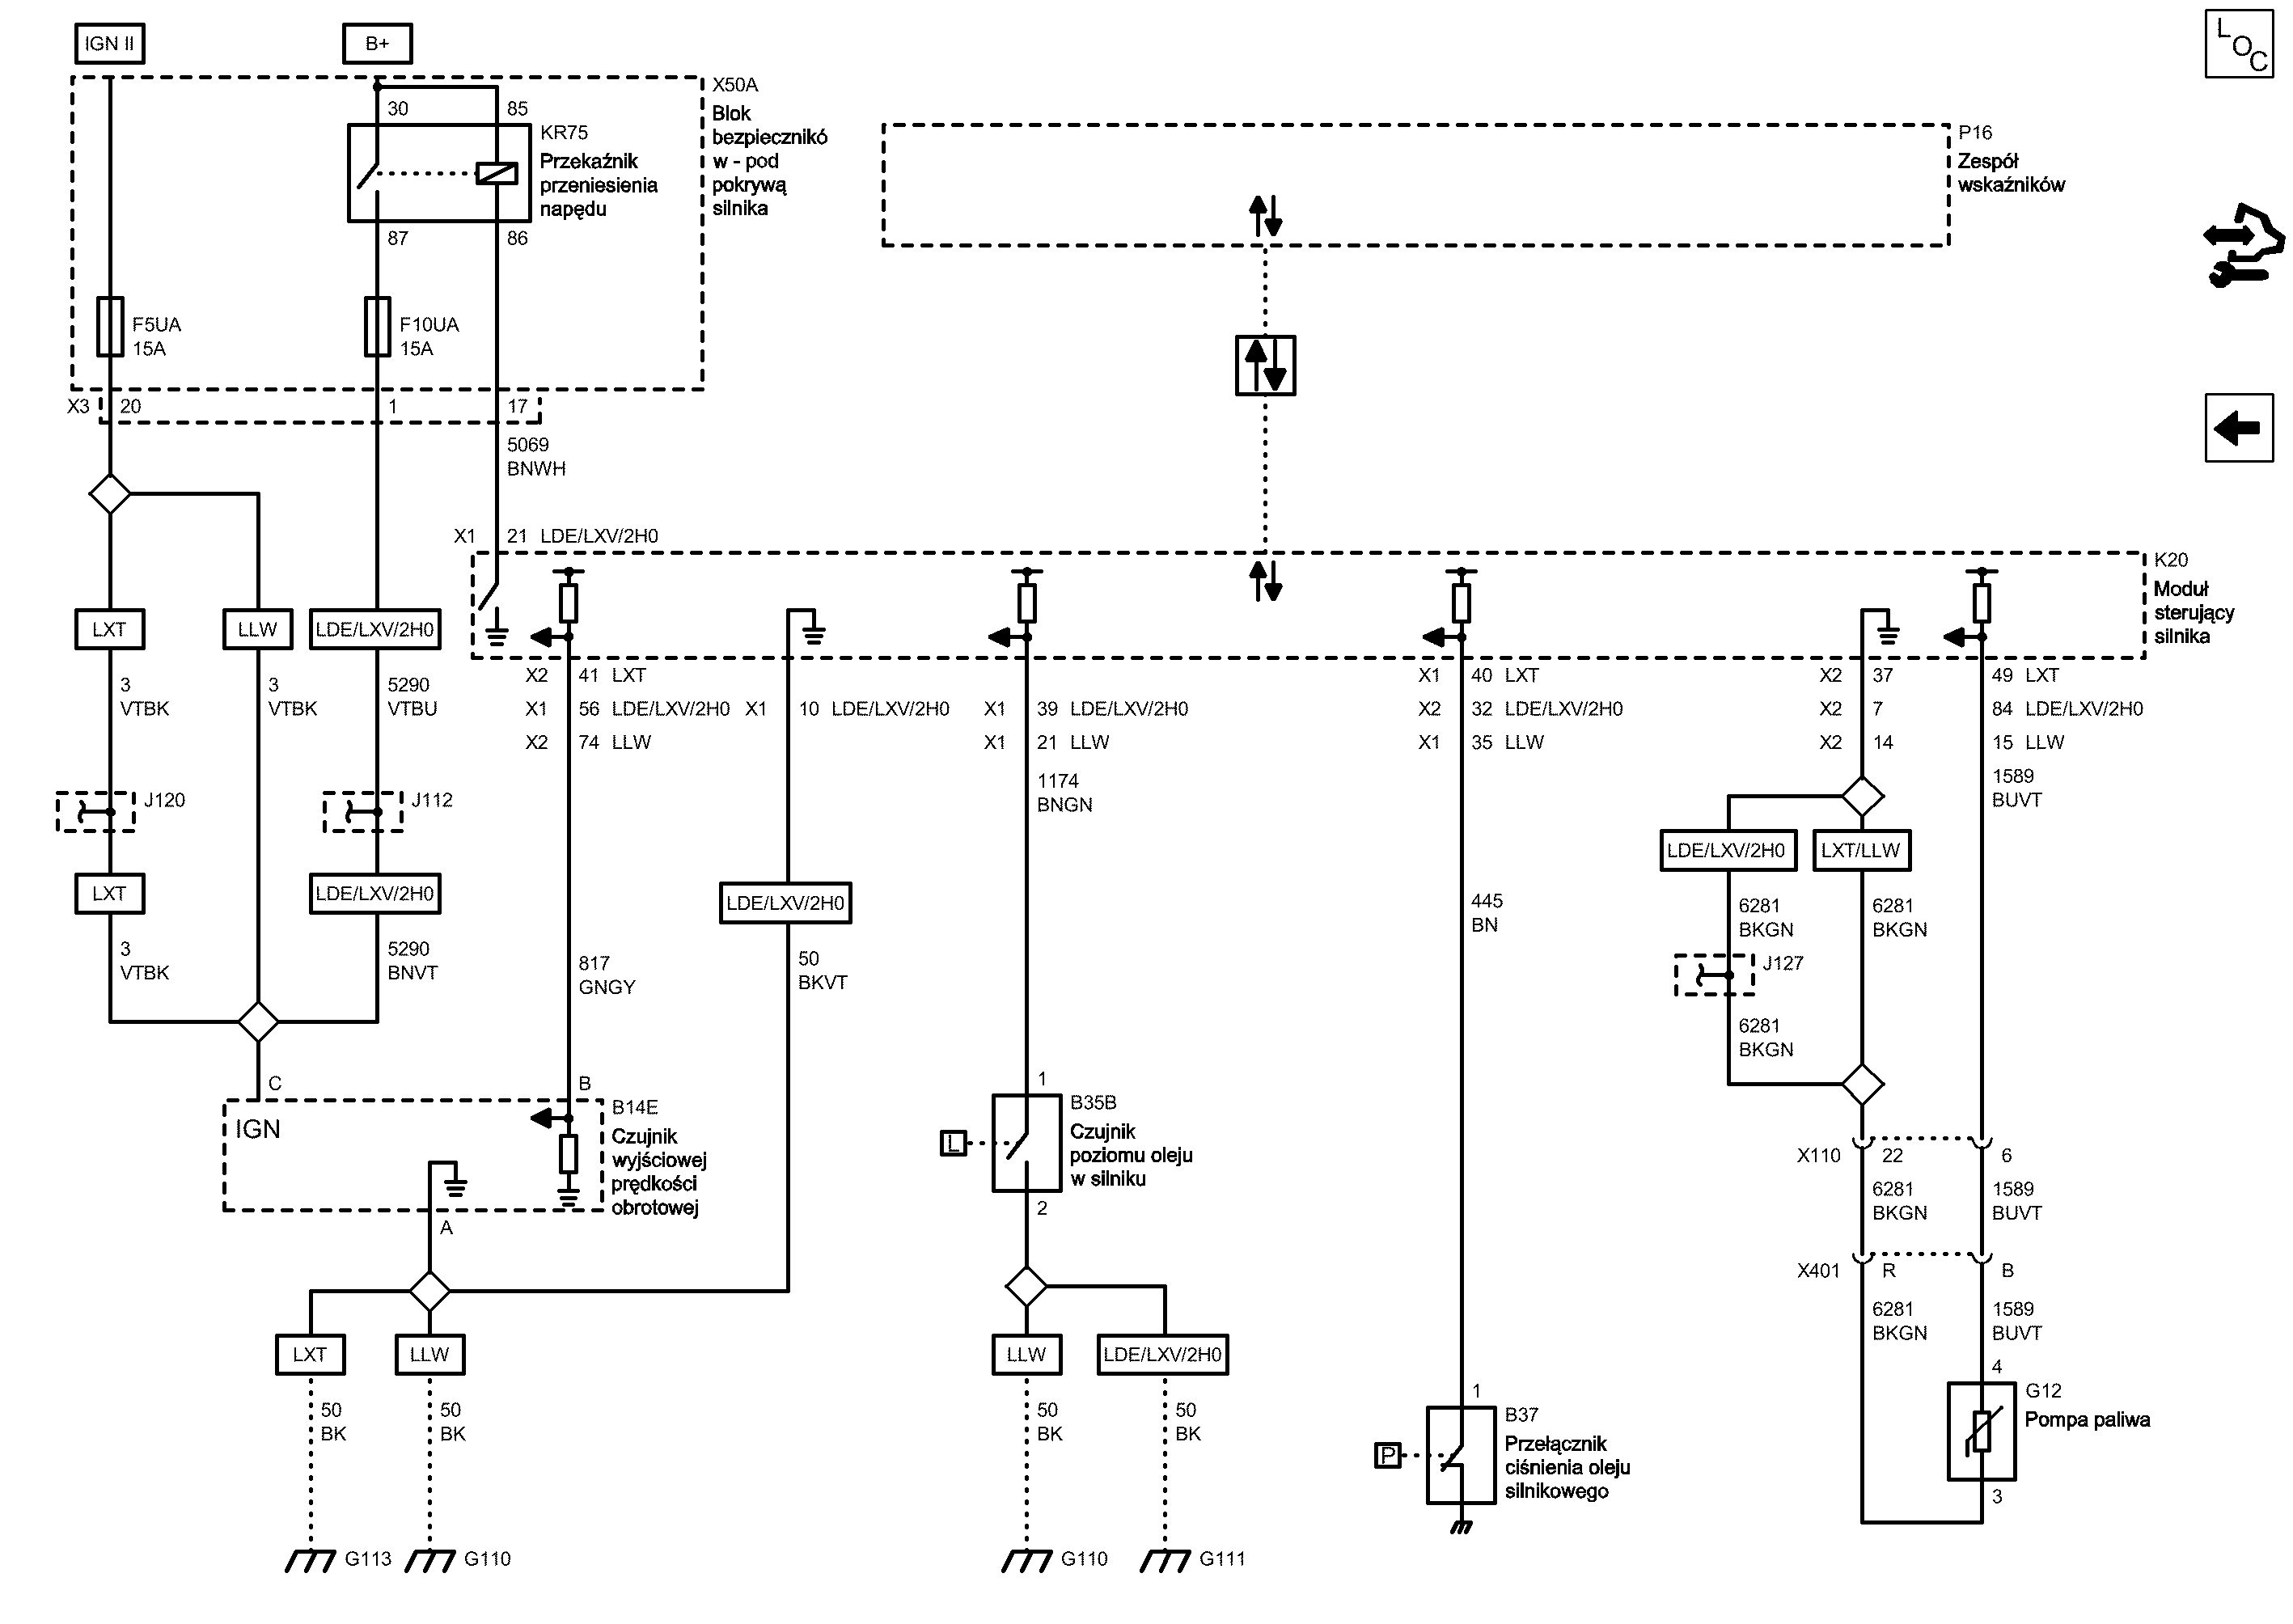 IGN II
B+
LOC
X50A
Blok
bezpiecznikó
w - pod
pokrywą
silnika
30
85
KR75
Przekaźnik
przeniesienia
napędu
87
86
F5UA
15A
F10UA
15A
X3
20
1
17
5069
BNWH
P16
Zespół
wskaźników
X1
21 LDE/LXV/2H0
K20
Moduł
sterujący
silnika
LXT
LLW
LDE/LXV/2H0
3
VTBK
3
VTBK
5290
VTBU
X2 41 LXT
X1 56 LDE/LXV/2H0
X2 74 LLW
X1 10 LDE/LXV/2H0
X1 39 LDE/LXV/2H0
X1 21 LLW
1174
BNGN
X1 40 LXT
X2 32 LDE/LXV/2H0
X1 35 LLW
X2 37
X2 7
X2 14
49 LXT
84 LDE/LXV/2H0
15 LLW
1589
BUVT
J120
J112
LXT
LDE/LXV/2H0
3
VTBK
5290
BNVT
817
GNGY
LDE/LXV/2H0
50
BKVT
445
BN
LDE/LXV/2H0
LXT/LLW
6281
BKGN
6281
BKGN
J127
6281
BKGN
C
B
IGN
B14E
Czujnik
wyjściowej
prędkości
obrotowej
A
1
B35B
Czujnik
poziomu oleju
w silniku
L
2
X110 22
6
6281
BKGN
1589
BUVT
X401 R
B
6281
BKGN
1589
BUVT
LXT
LLW
LLW
LDE/LXV/2H0
50
BK
50
BK
50
BK
50
BK
1
B37
Przełącznik
ciśnienia oleju
silnikowego
P
4
G12
Pompa paliwa
3
G113
G110
G110
G111